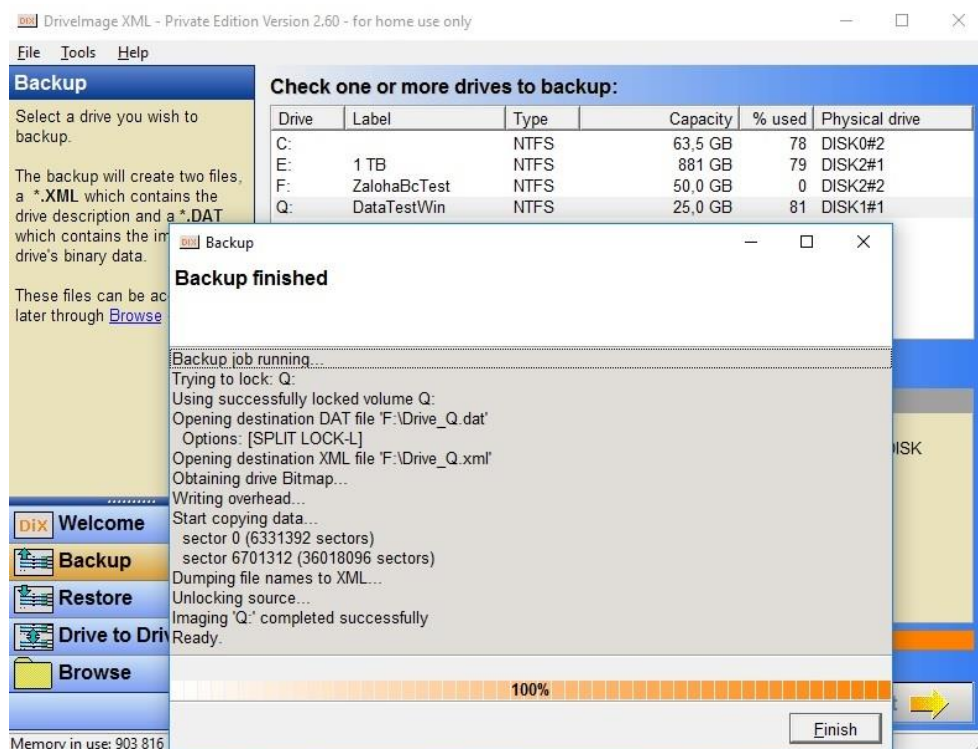 DiX DriveImage XML - Private Edition Version 2.60 - for home use only
File Tools Help
Backup
Select a drive you wish to
backup.
The backup will create two files,
a *.XML which contains the
drive description and a *.DAT
which contains the im
drive's binary data.
These files can be ac
later through Browse
Check one or more drives to backup:
Drive Label Type Capacity % used Physical drive
C: NTFS 63,5 GB 78 DISK0#2
E: 1 TB NTFS 881 GB 79 DISK2#1
F: ZalohaBcTest NTFS 50,0 GB 0 DISK2#2
Q: DataTestWin NTFS 25,0 GB 81 DISK1#1
DiX Backup
Backup finished
Backup job running...
Trying to lock: Q:
Using successfully locked volume Q:
Opening destination DAT file 'F:\Drive_Q.dat'
Options: [SPLIT LOCK-L]
Opening destination XML file 'F:\Drive_Q.xml'
Obtaining drive Bitmap...
Writing overhead...
Start copying data...
sector 0 (6331392 sectors)
sector 6701312 (36018096 sectors)
Dumping file names to XML...
Unlocking source...
Imaging 'Q:' completed successfully
Ready.
100%
Finish
ISK
DiX Welcome
Backup
Restore
Drive to Driv
Browse
Memory in use: 903 816